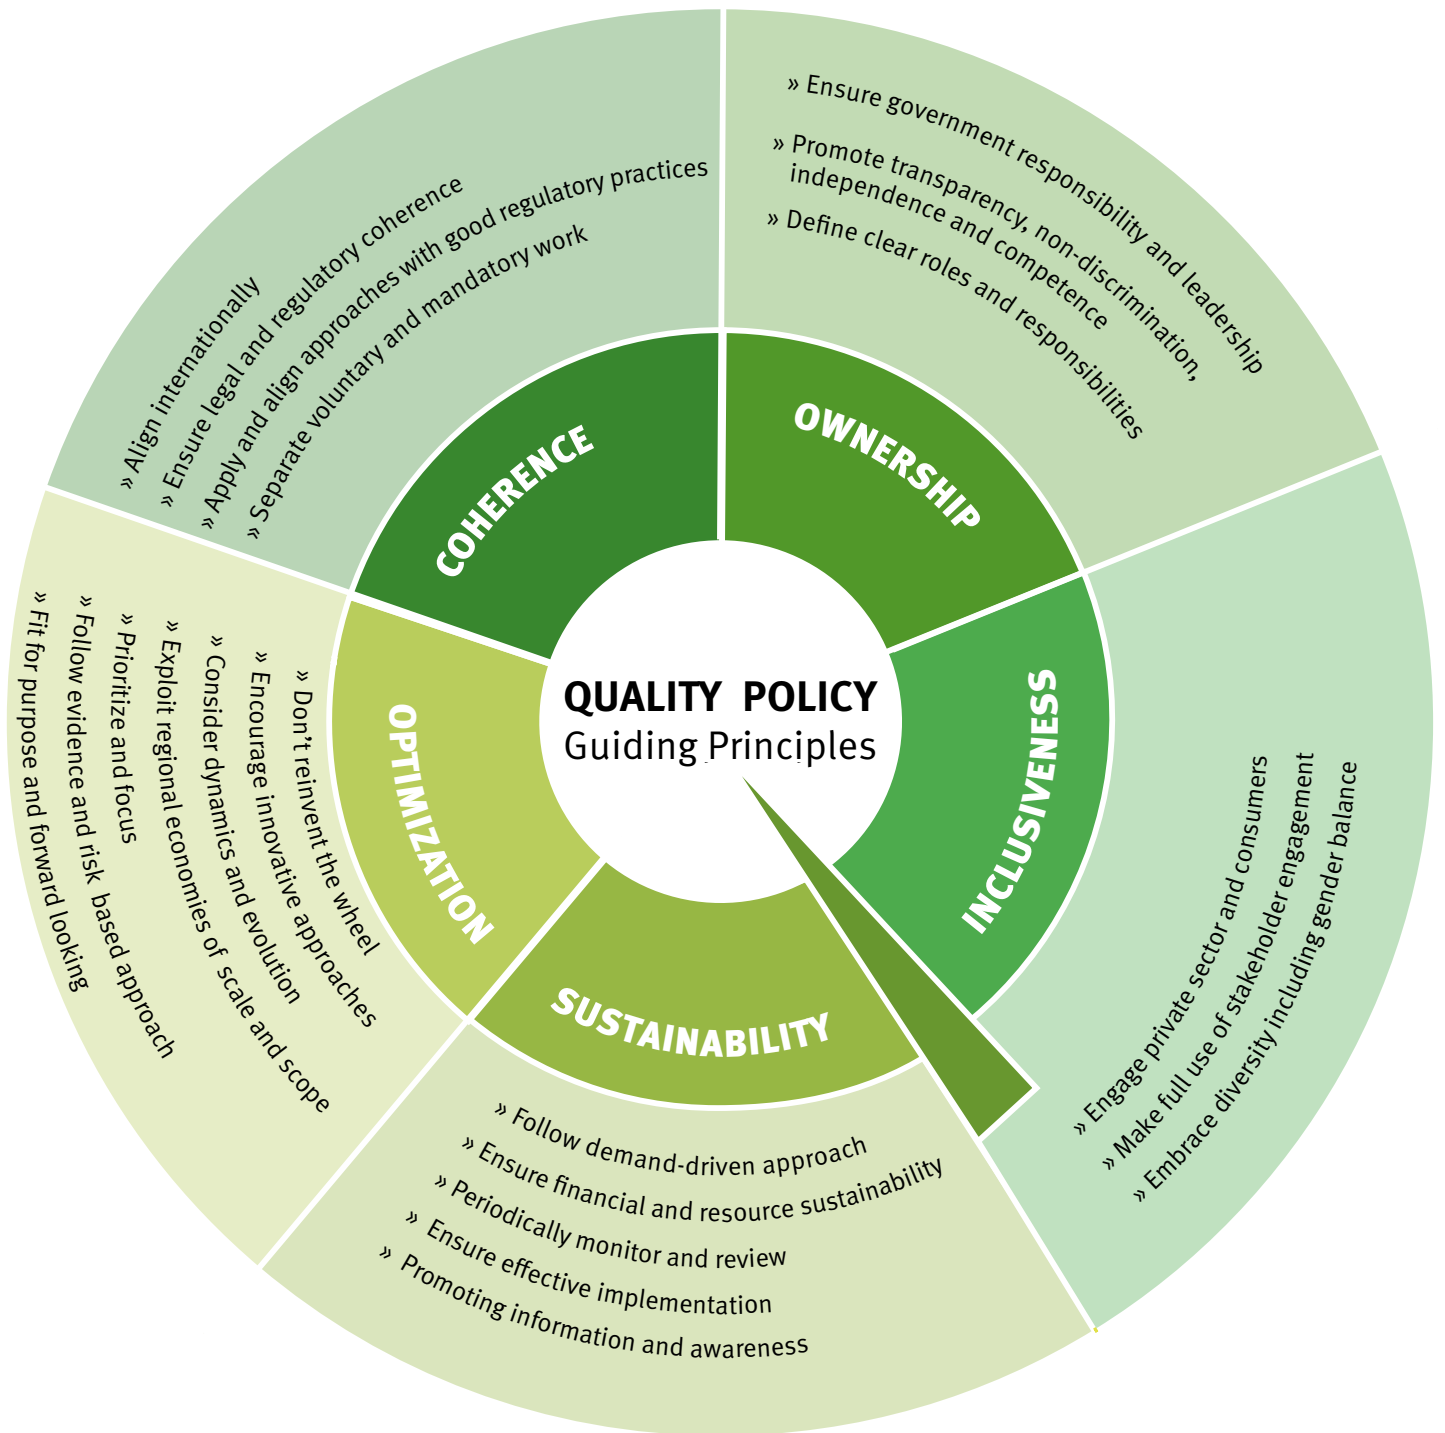 QUALITY POLICY
Guiding Principles
OWNERSHIP
» Ensure government responsibility and leadership
» Promote transparency, non-discrimination,
independence and competence
» Define clear roles and responsibilities
INCLUSIVENESS
» Engage private sector and consumers
» Make full use of stakeholder engagement
» Embrace diversity including gender balance
SUSTAINABILITY
» Follow demand-driven approach
» Ensure financial and resource sustainability
» Periodically monitor and review
» Ensure effective implementation
» Promoting information and awareness
OPTIMIZATION
» Don't reinvent the wheel
» Encourage innovative approaches
» Consider dynamics and evolution
» Exploit regional economies of scale and scope
» Prioritize and focus
» Follow evidence and risk based approach
» Fit for purpose and forward looking
COHERENCE
» Align internationally
» Ensure legal and regulatory coherence
» Apply and align approaches with good regulatory practices
» Separate voluntary and mandatory work